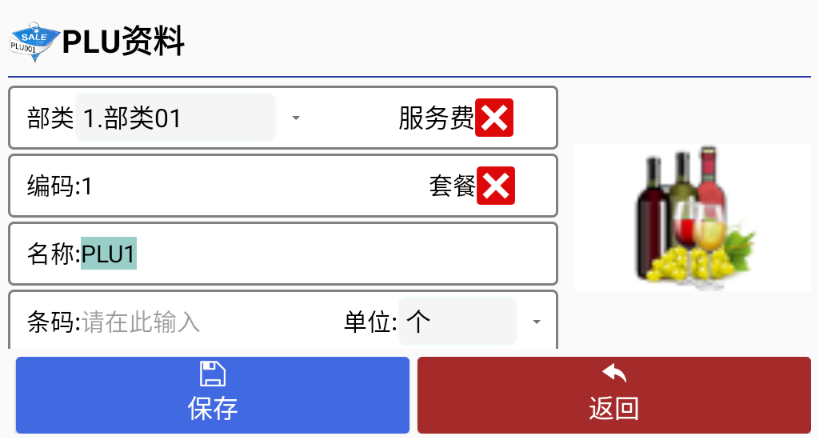 SALE
PLU001
PLU资料
部类 1.部类01 服务费
编码:1 套餐
名称:PLU1
条码:请在此输入 单位: 个
保存 返回